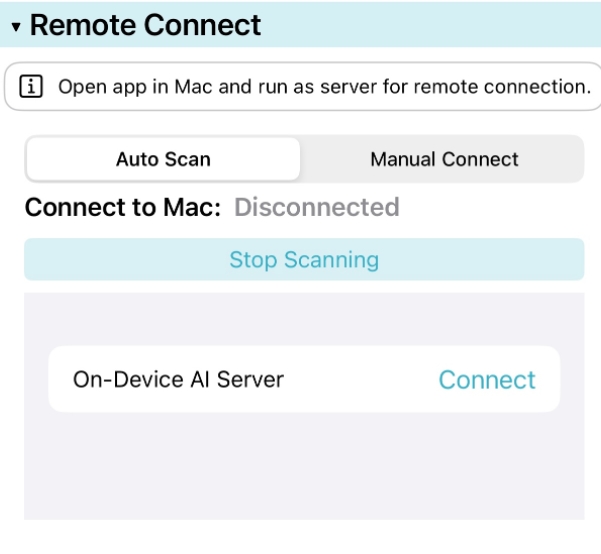 Remote Connect
Open app in Mac and run as server for remote connection.
Auto Scan
Manual Connect
Connect to Mac: Disconnected
Stop Scanning
On-Device AI Server
Connect